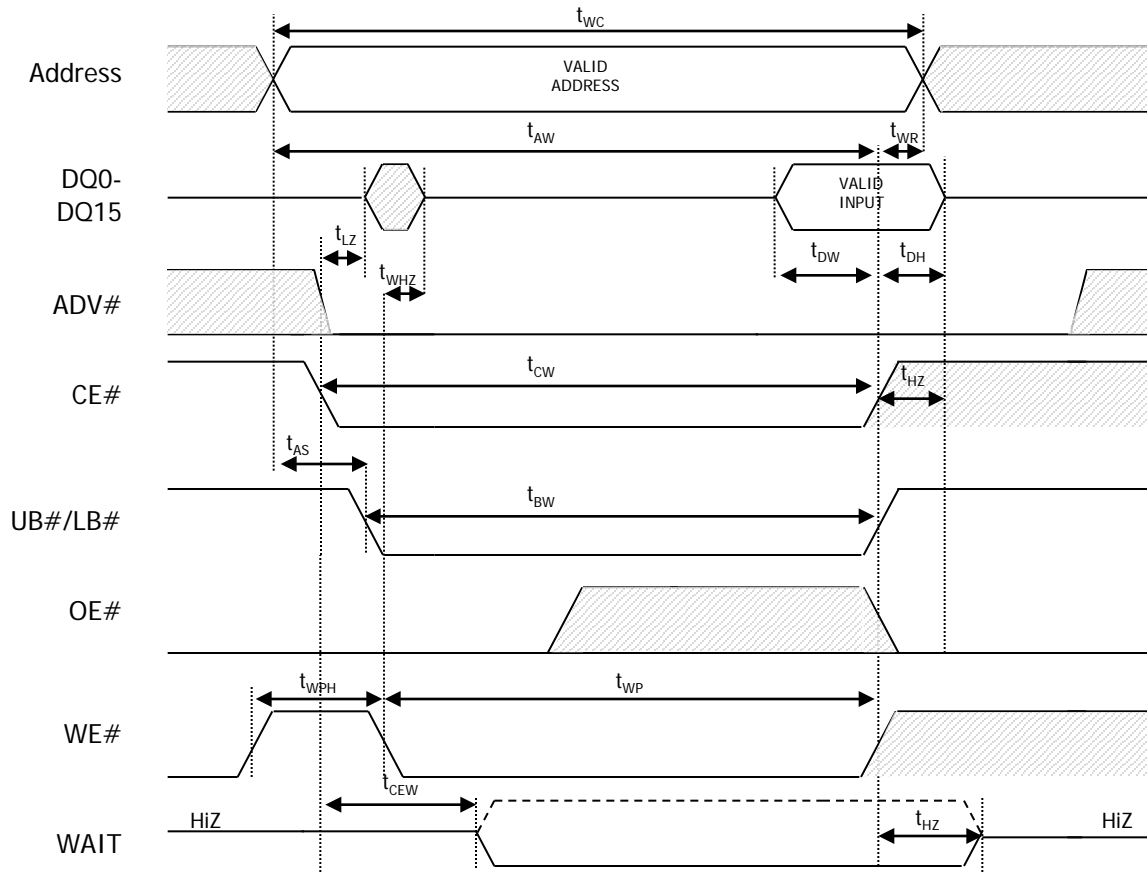 tWC
Address
VALID
ADDRESS
tAW
tWR
DQ0-
DQ15
VALID
INPUT
tLZ
tWHZ
tDW
tDH
ADV#
tCW
tHZ
CE#
tAS
tBW
UB#/LB#
OE#
tWPH
tWP
WE#
tCEW
HiZ
tHZ
HiZ
WAIT